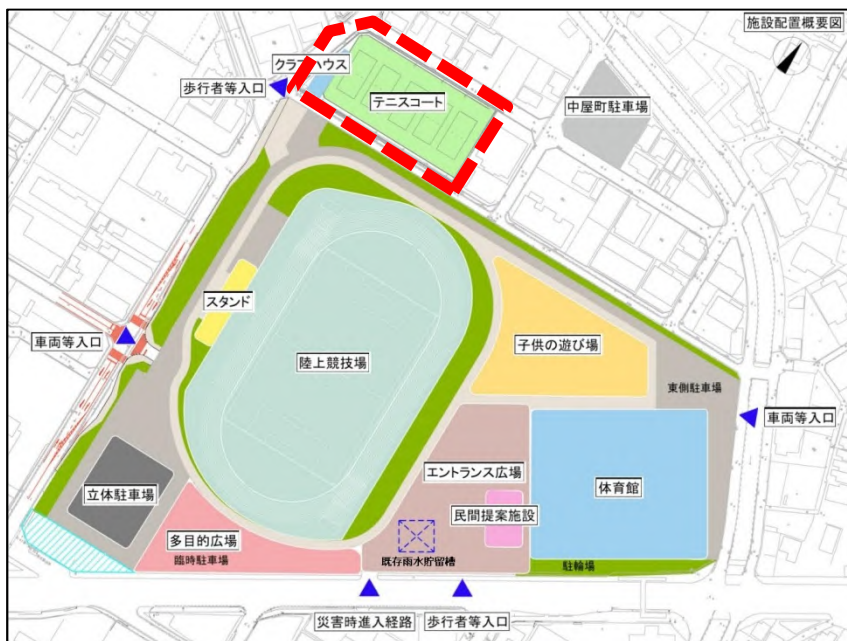 施設配置概要図
クラブハウス
歩行者等入口
テニスコート
中屋町駐車場
スタンド
車両等入口
陸上競技場
子供の遊び場
東側駐車場
車両等入口
エントランス広場
立体駐車場
民間提案施設
体育館
多目的広場
臨時駐車場
既存雨水貯留槽
駐輪場
災害時進入経路
歩行者等入口